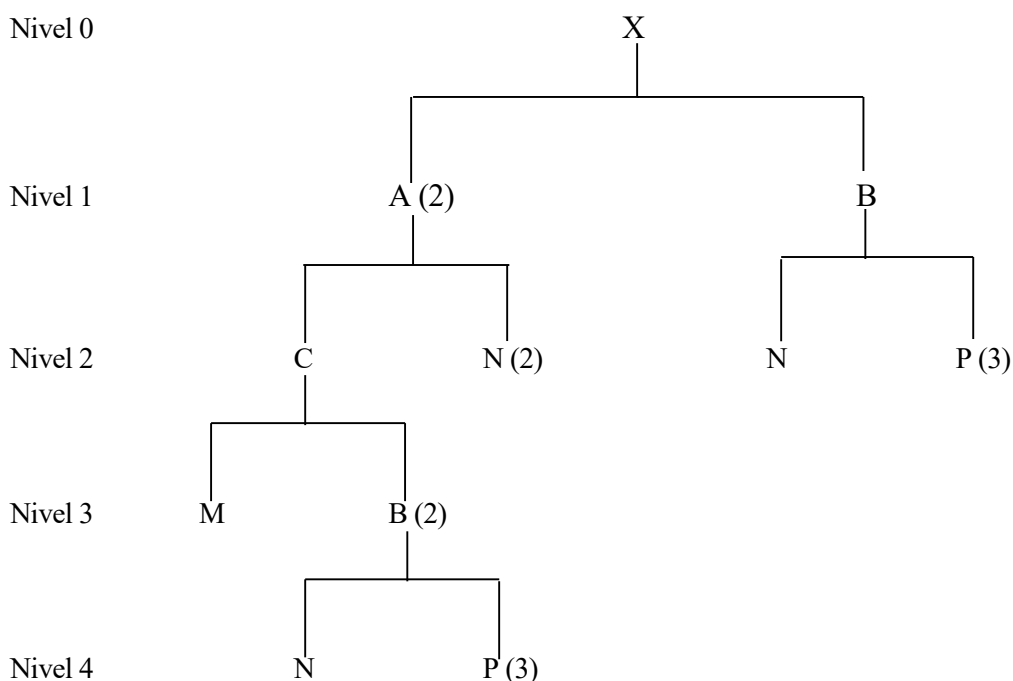 Nivel 0 X
Nivel 1 A (2) B
Nivel 2 C N (2) N P (3)
Nivel 3 M B (2)
Nivel 4 N P (3)